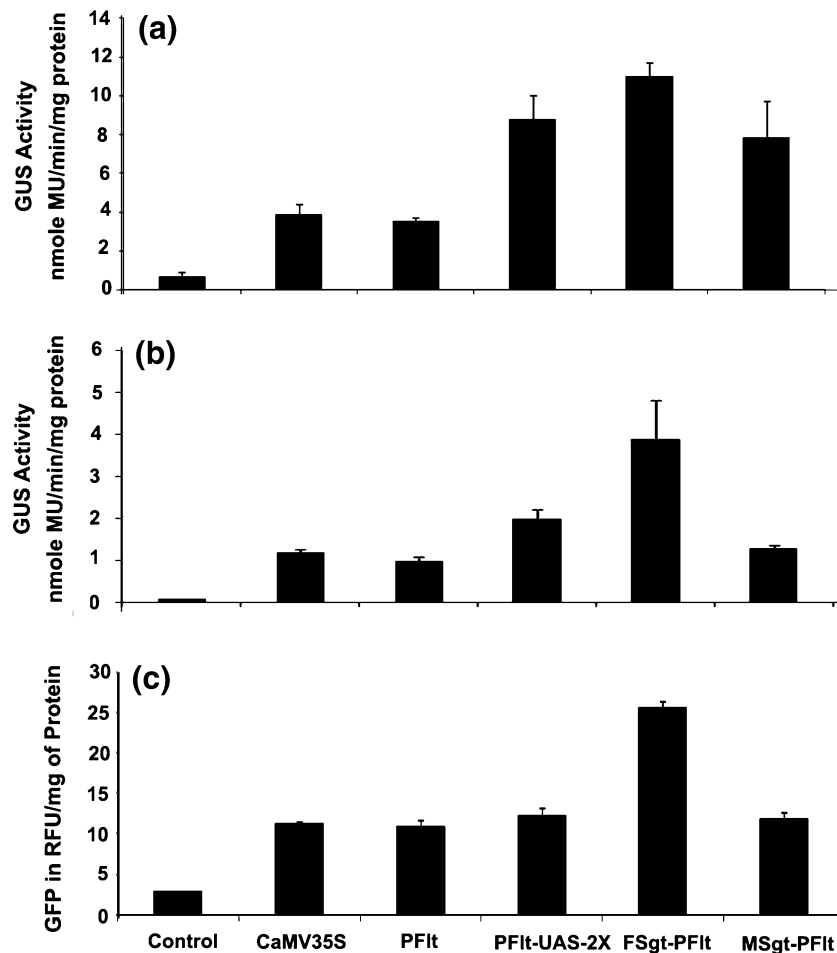 (a)
GUS Activity
nmole MU/min/mg protein
14
12
10
8
6
4
2
0
(b)
GUS Activity
nmole MU/min/mg protein
6
5
4
3
2
1
0
(c)
GFP in RFU/mg of Protein
30
25
20
15
10
5
0
Control CaMV35S PFlt PFlt-UAS-2X FSgt-PFlt MSgt-PFlt